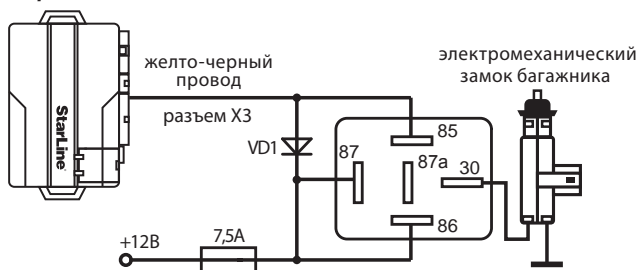 желто-черный
провод
разъем X3
электромеханический
замок багажника
StarLine
VD1
85
87
87a
30
86
+12В
7,5А